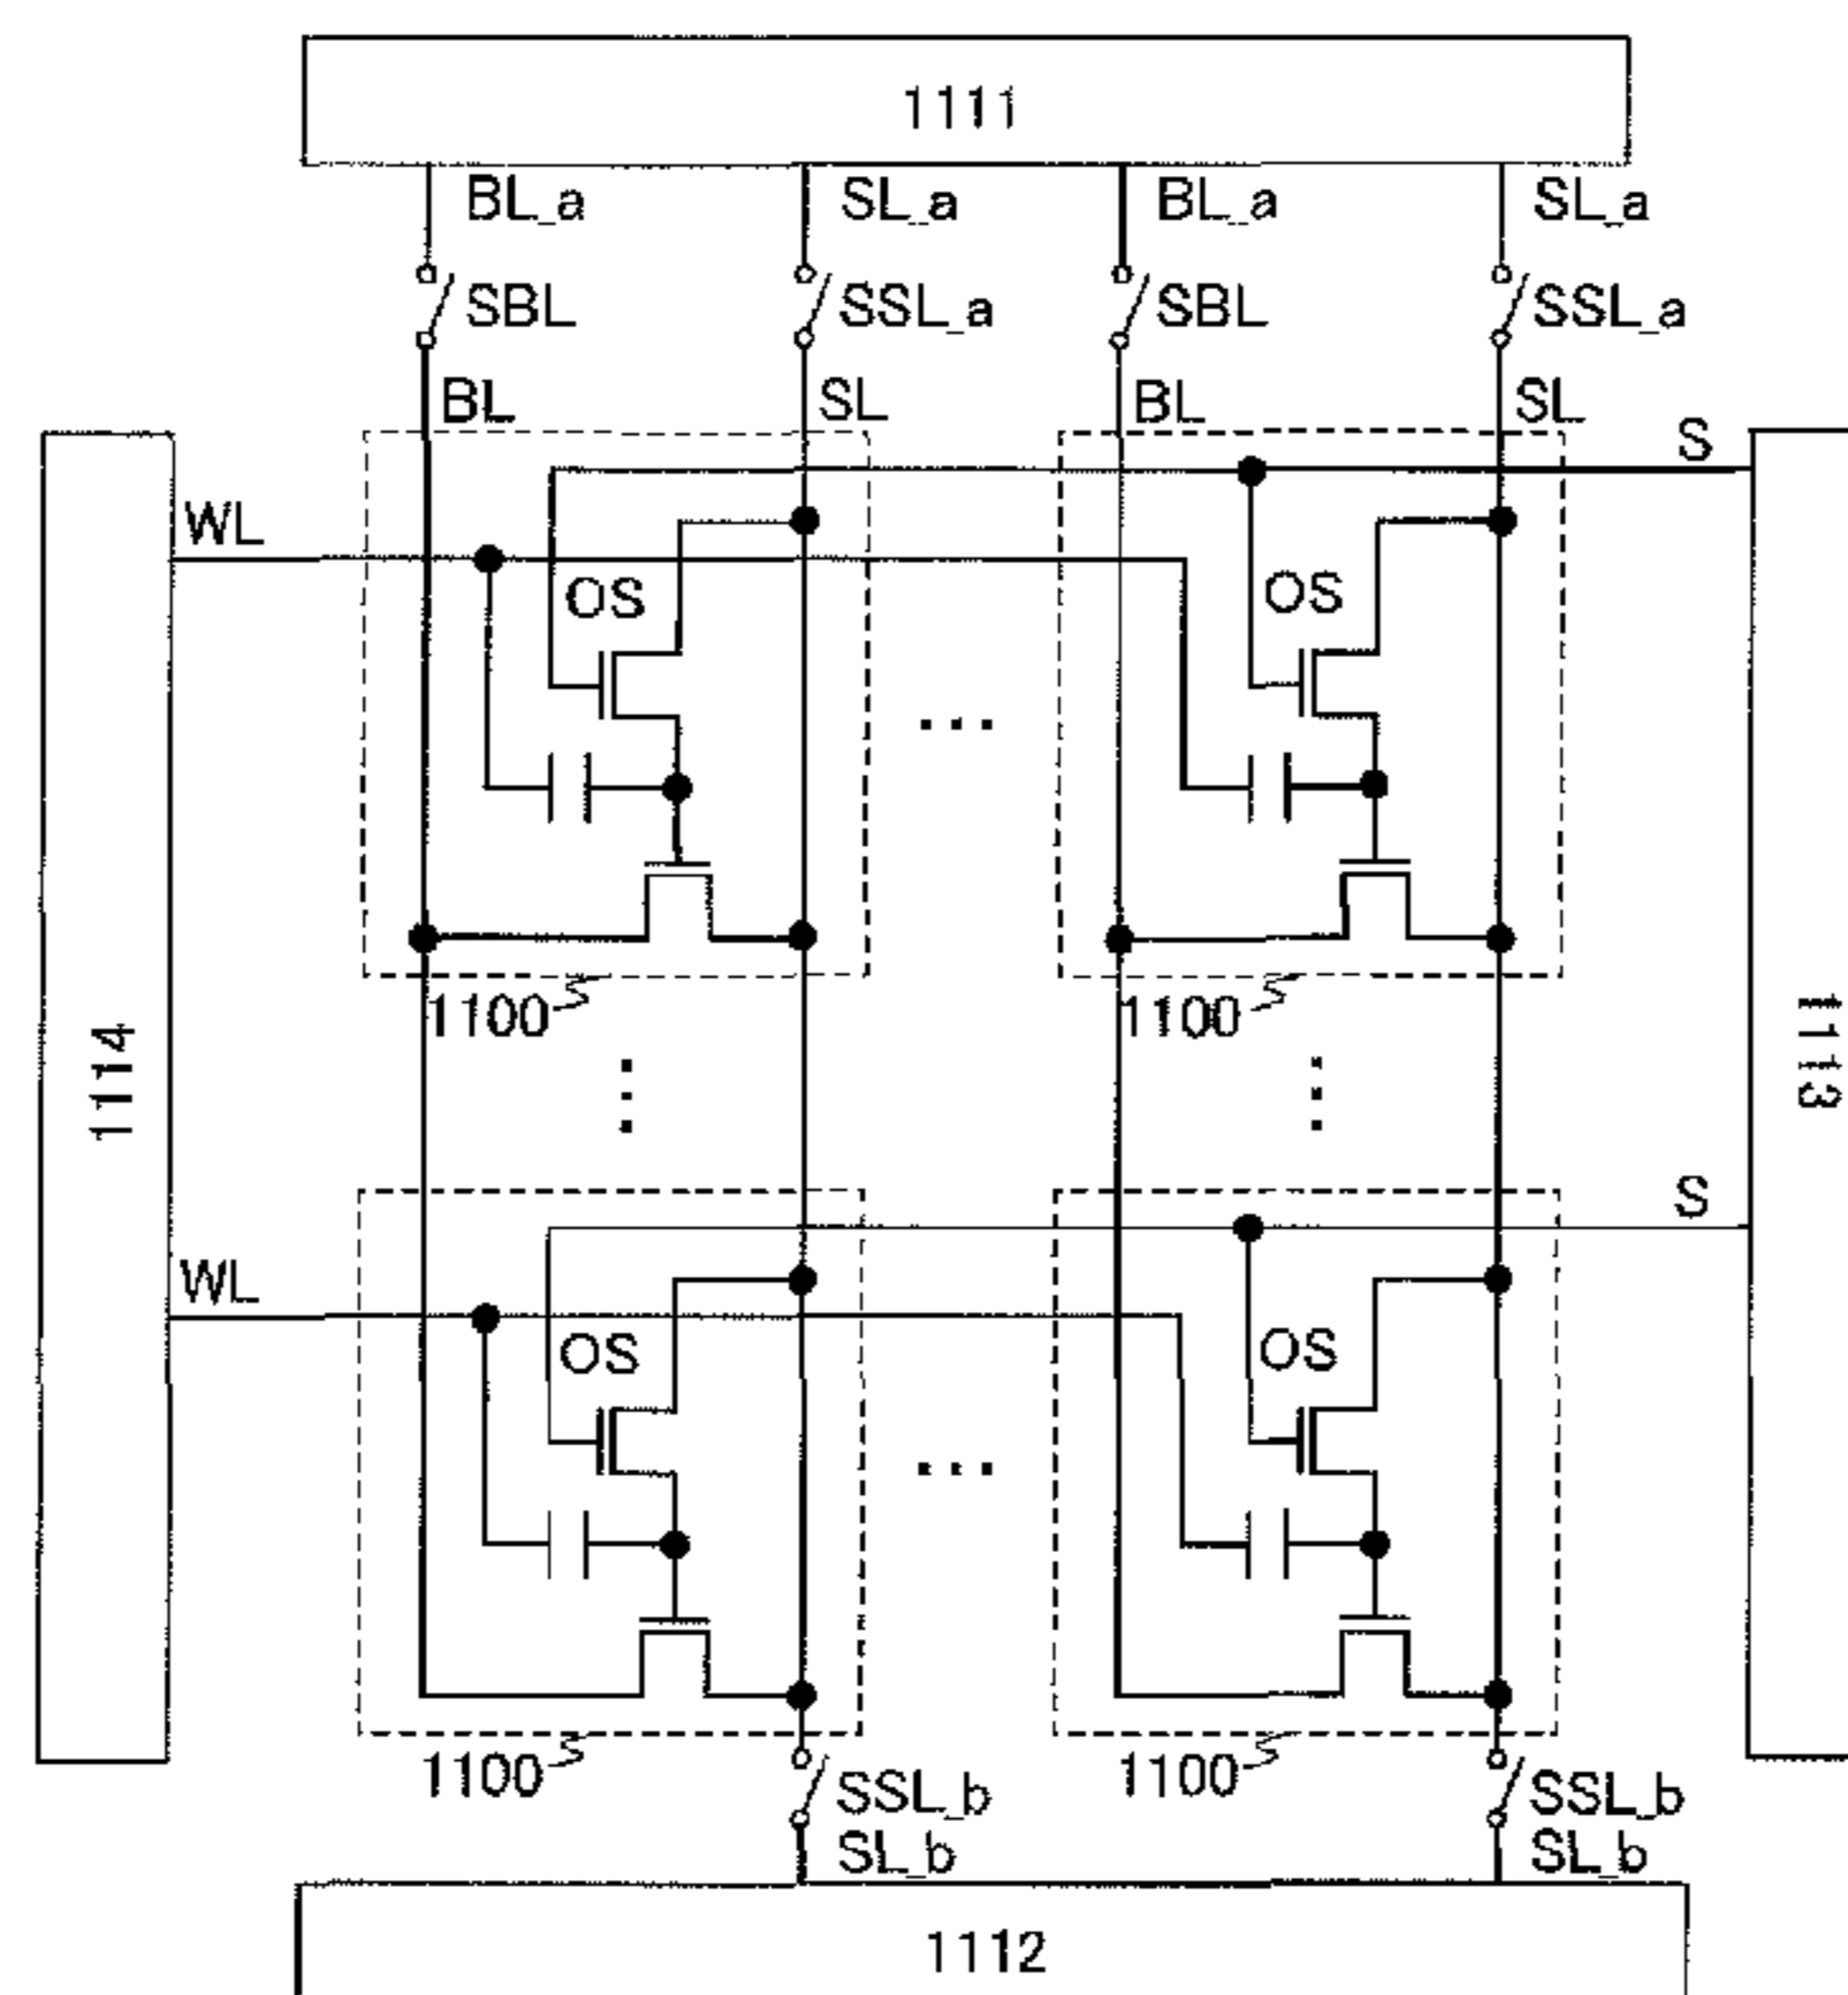 1111
BL_a SL_a BL_a SL_a
SBL SSL_a SBL SSL_a
BL SL BL SL
S
WL
OS OS
...
...
1100 1100
1114
1113
S
WL
OS OS
...
1100 1100
SSL_b SSL_b
SL_b SL_b
1112